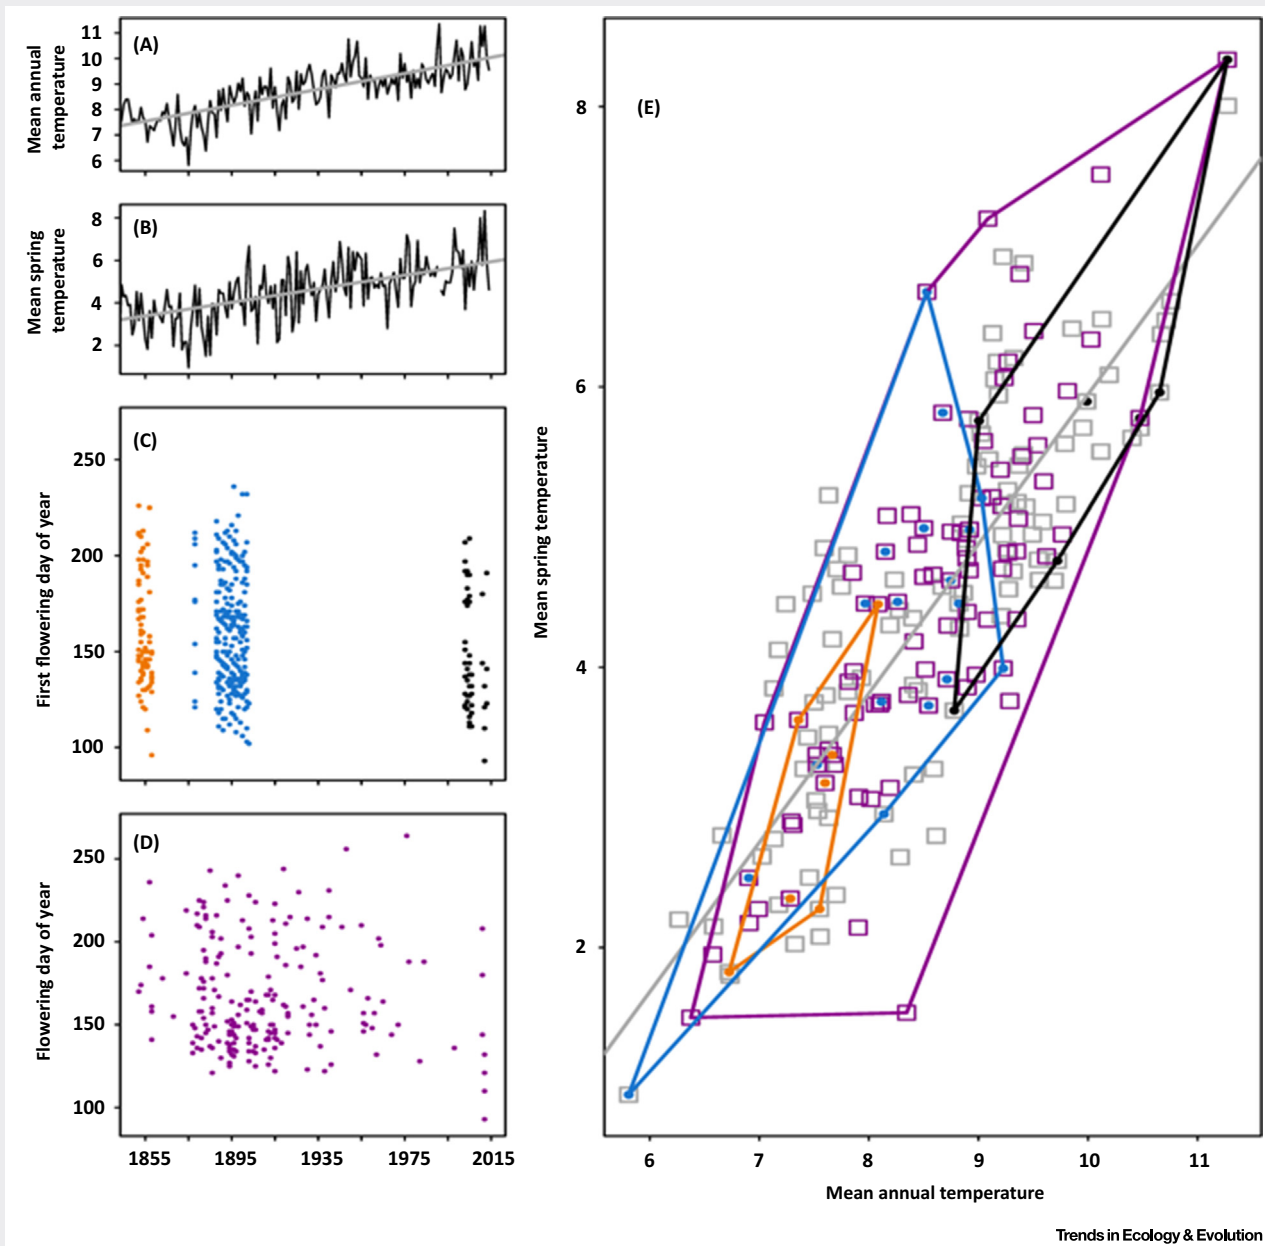 (A)
Mean annual
temperature
11
10
9
8
7
6
(B)
Mean spring
temperature
8
6
4
2
(C)
First flowering day of year
250
200
150
100
(D)
Flowering day of year
250
200
150
100
1855
1895
1935
1975
2015
(E)
Mean spring temperature
8
6
4
2
6
7
8
9
10
11
Mean annual temperature
Trends in Ecology & Evolution